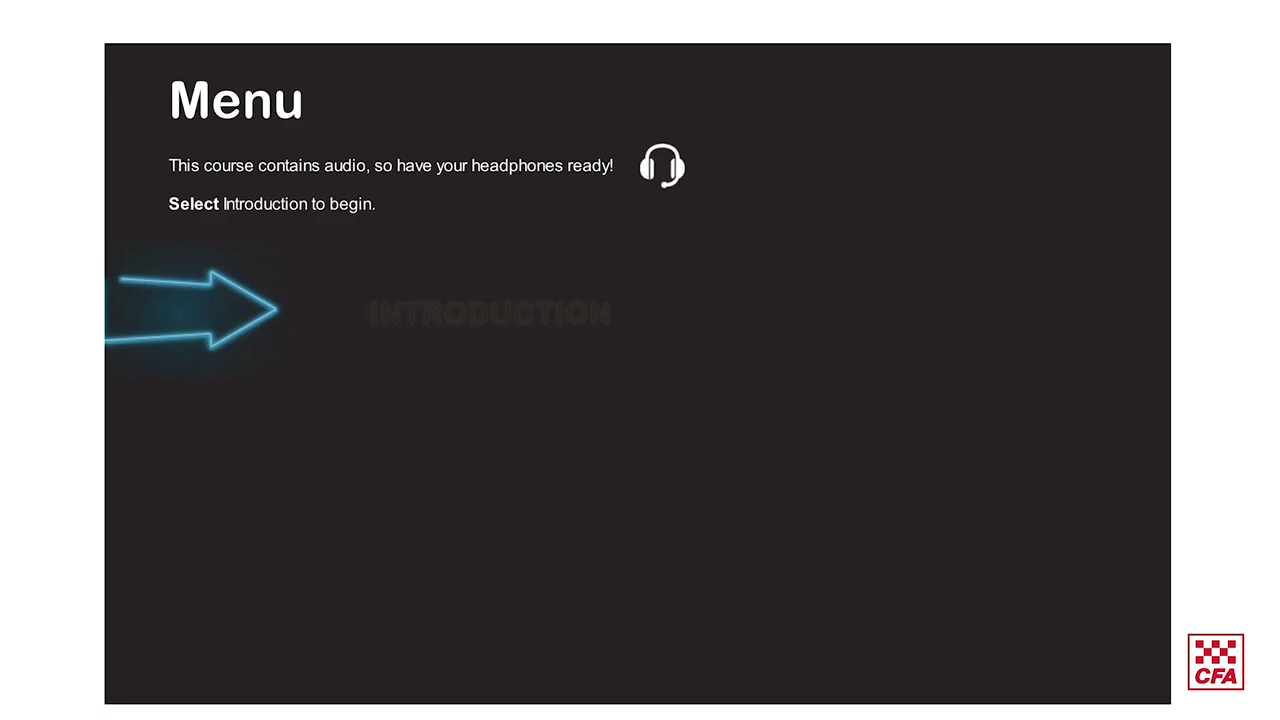 Menu
This course contains audio, so have your headphones ready!
Select Introduction to begin.
INTRODUCTION
CFA